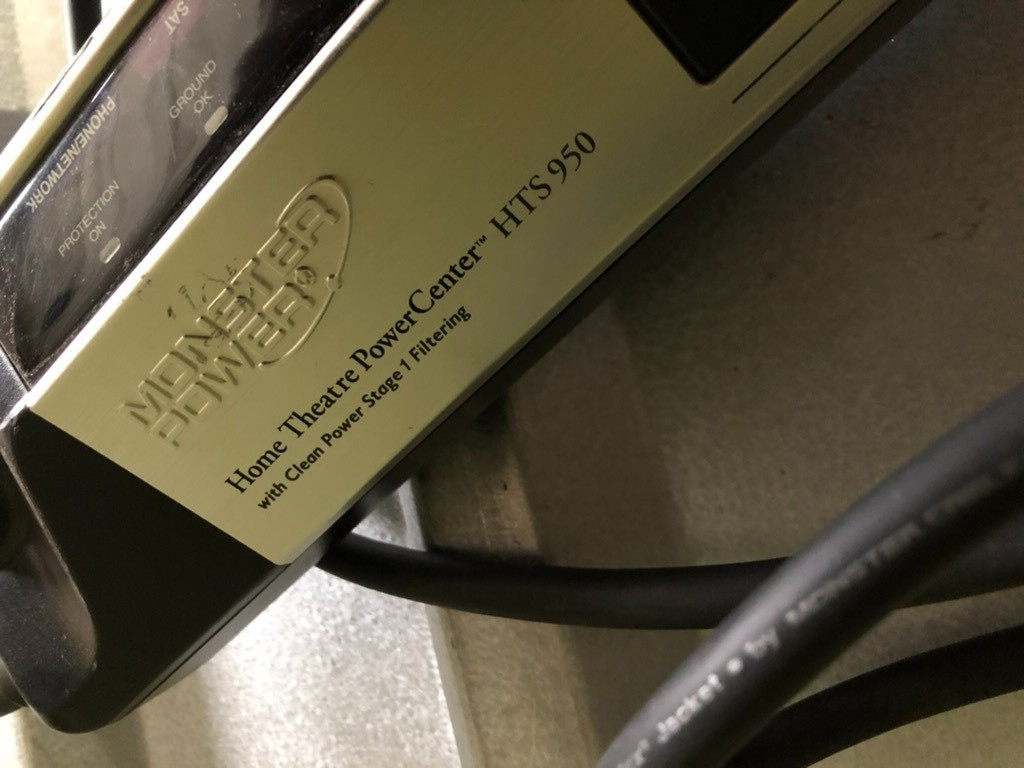 SAT
GROUND
OK
PHONE/NETWORK
PROTECTION
ON
MONSTER
POWER®
Home Theatre PowerCenter™ HTS 950
with Clean Power Stage 1 Filtering
Jacket • by MONSTER